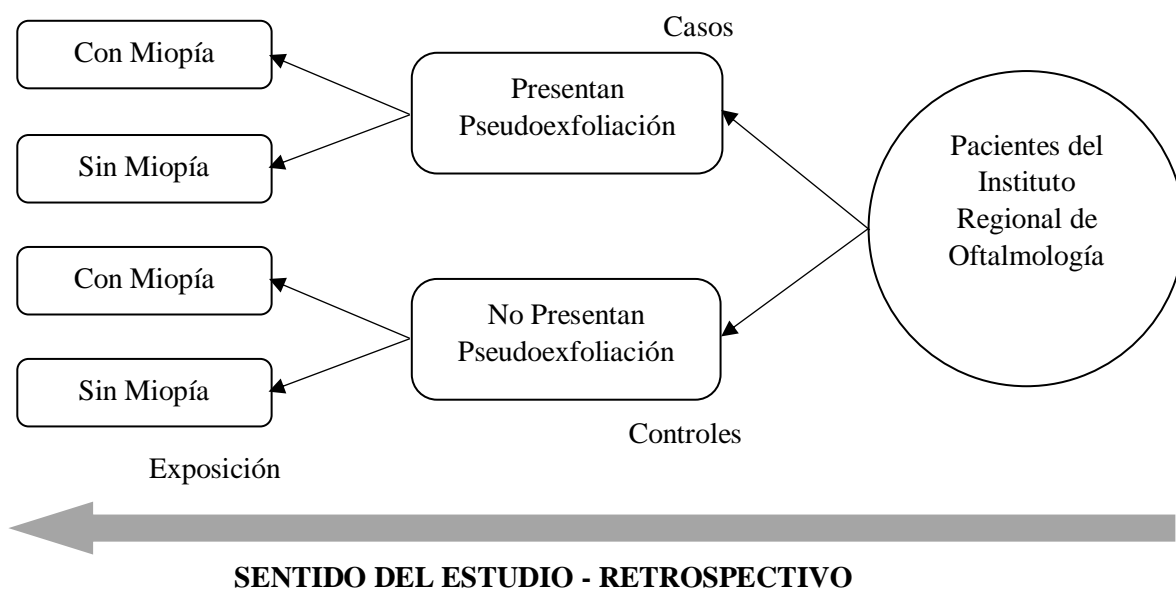 Casos
Con Miopía
Presentan
Pseudoexfoliación
Sin Miopía
Pacientes del
Instituto
Regional de
Oftalmología
Con Miopía
No Presentan
Pseudoexfoliación
Sin Miopía
Controles
Exposición
SENTIDO DEL ESTUDIO - RETROSPECTIVO